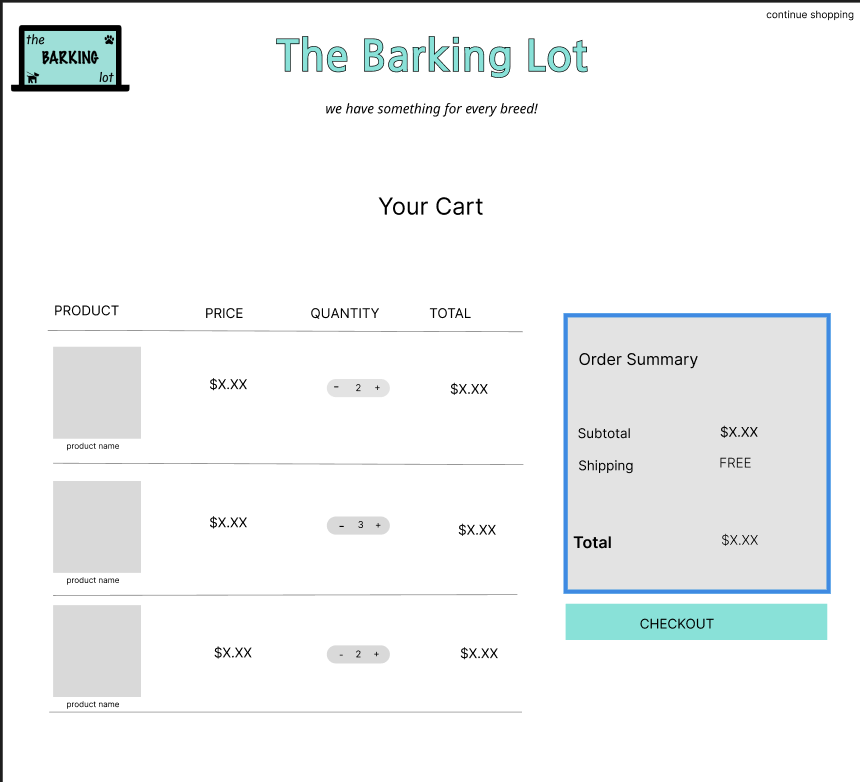 continue shopping
the
BARKING
lot
The Barking Lot
we have something for every breed!
Your Cart
PRODUCT PRICE QUANTITY TOTAL
$X.XX - 2 + $X.XX
product name
$X.XX - 3 + $X.XX
product name
$X.XX - 2 + $X.XX
product name
Order Summary
Subtotal $X.XX
Shipping FREE
Total $X.XX
CHECKOUT